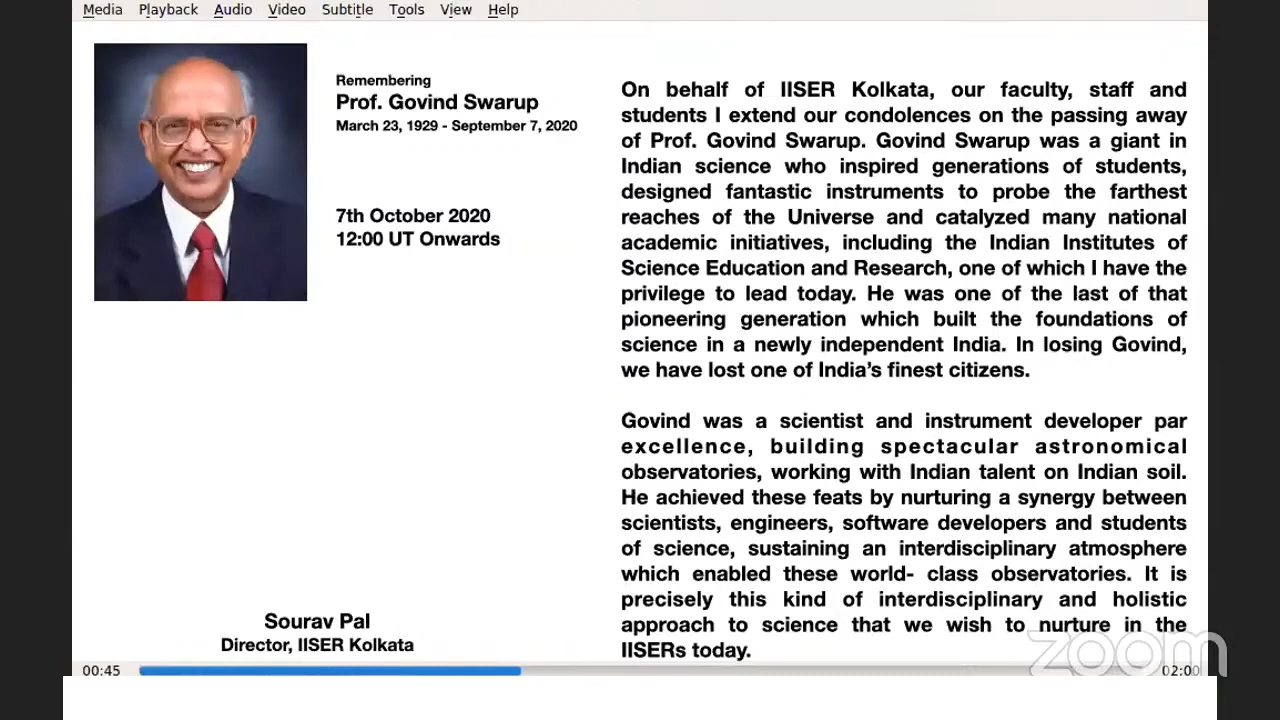 Media Playback Audio Video Subtitle Tools View Help
Remembering
Prof. Govind Swarup
March 23, 1929 - September 7, 2020
7th October 2020
12:00 UT Onwards
Sourav Pal
Director, IISER Kolkata
On behalf of IISER Kolkata, our faculty, staff and
students I extend our condolences on the passing away
of Prof. Govind Swarup. Govind Swarup was a giant in
Indian science who inspired generations of students,
designed fantastic instruments to probe the farthest
reaches of the Universe and catalyzed many national
academic initiatives, including the Indian Institutes of
Science Education and Research, one of which I have the
privilege to lead today. He was one of the last of that
pioneering generation which built the foundations of
science in a newly independent India. In losing Govind,
we have lost one of India's finest citizens.
Govind was a scientist and instrument developer par
excellence, building spectacular astronomical
observatories, working with Indian talent on Indian soil.
He achieved these feats by nurturing a synergy between
scientists, engineers, software developers and students
of science, sustaining an interdisciplinary atmosphere
which enabled these world- class observatories. It is
precisely this kind of interdisciplinary and holistic
approach to science that we wish to nurture in the
IISERs today.
zoom
00:45 02:00